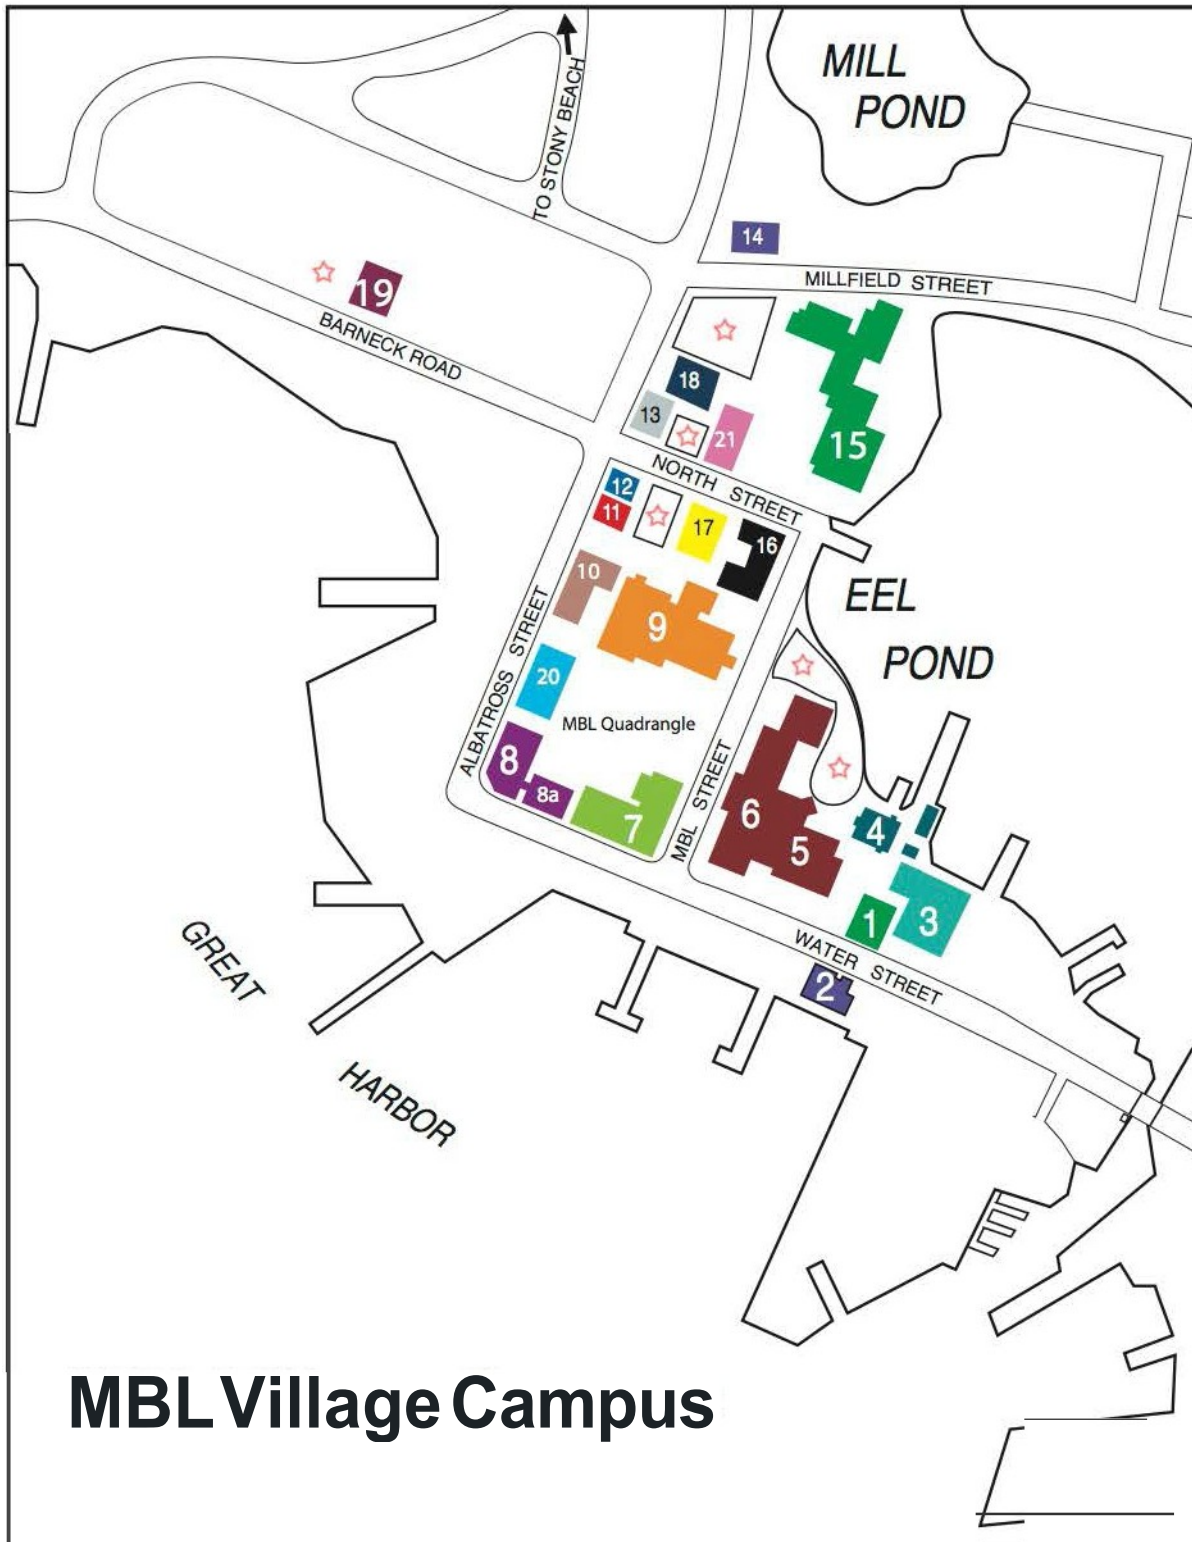 MILL
POND
TO STONY BEACH
14
MILLFIELD STREET
19
BARNECK ROAD
18
13
21
15
NORTH STREET
12
11
17
16
10
9
EEL
POND
ALBATROSS STREET
20
MBL Quadrangle
8
8a
7
MBL STREET
6
5
4
1
3
WATER STREET
2
GREAT
HARBOR
MBL Village Campus